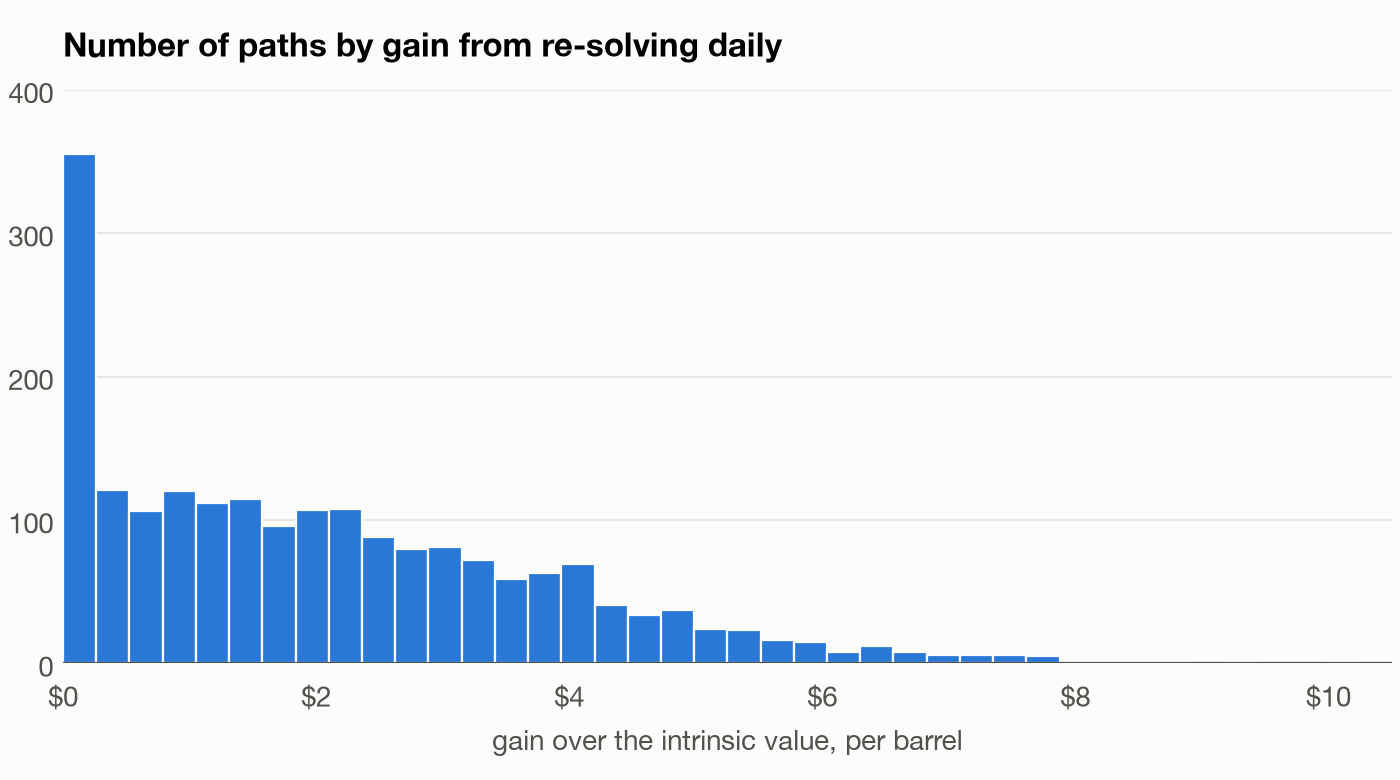 Number of paths by gain from re-solving daily
400
300
200
100
0
$0 $2 $4 $6 $8 $10
gain over the intrinsic value, per barrel